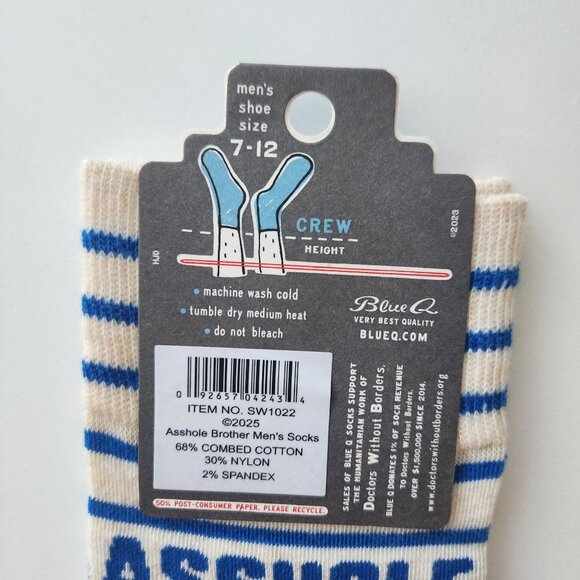 men's
shoe
size
7-12
CREW
HEIGHT
©2023
HJD
• machine wash cold
• tumble dry medium heat
• do not bleach
Blue Q
VERY BEST QUALITY
BLUEQ.COM
0 92657 04243 4
ITEM NO. SW1022
©2025
Asshole Brother Men's Socks
68% COMBED COTTON
30% NYLON
2% SPANDEX
SALES OF BLUE Q SOCKS SUPPORT
THE HUMANITARIAN WORK OF
Doctors Without Borders.
BLUE Q DONATES 1% OF SOCK REVENUE
TO Doctors Without Borders.
OVER $1,500,000 SINCE 2014.
www.doctorswithoutborders.org
50% POST-CONSUMER PAPER. PLEASE RECYCLE.
ASSHOLE